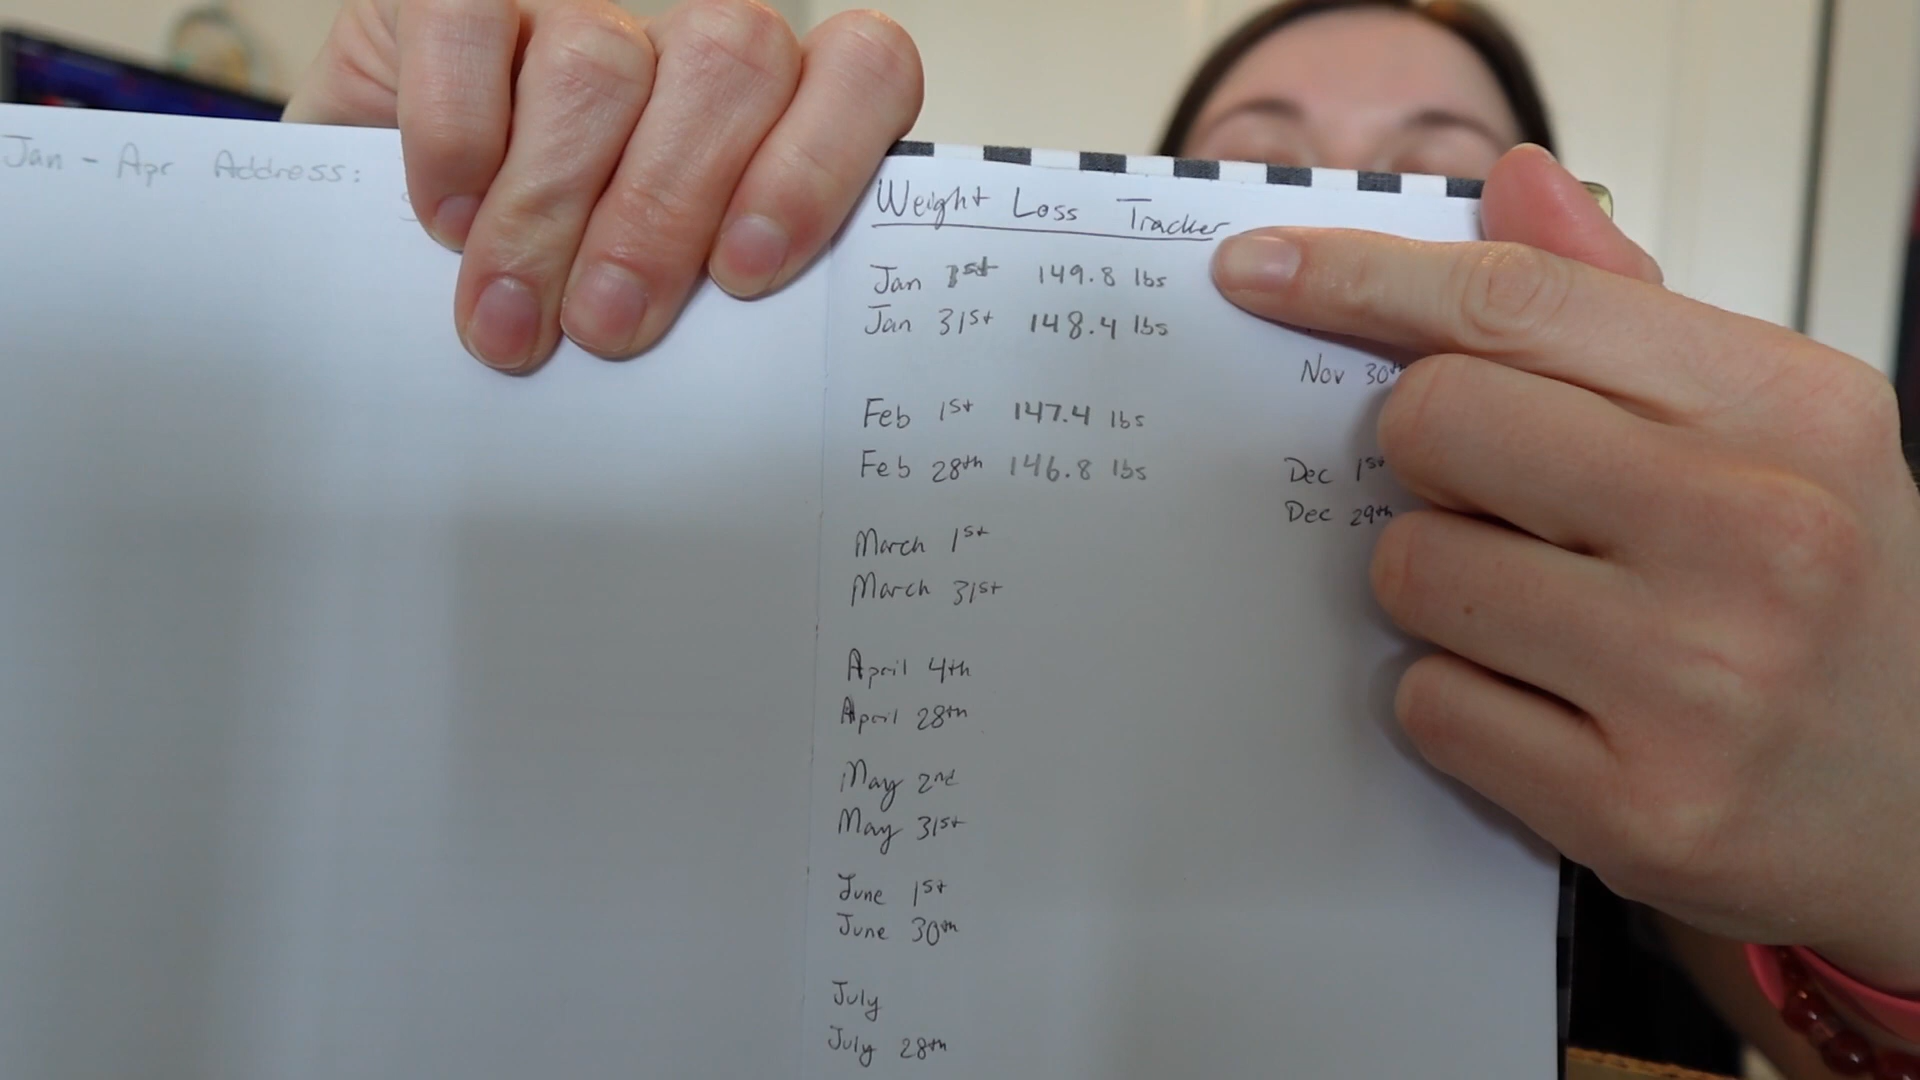 Jan - Apr Address:
Weight Loss Tracker
Jan 1st 149.8 lbs
Jan 31st 148.4 lbs
Feb 1st 147.4 lbs
Feb 28th 146.8 lbs
March 1st
March 31st
April 4th
April 28th
May 2nd
May 31st
June 1st
June 30th
July
July 28th
Nov 30th
Dec 1st
Dec 29th